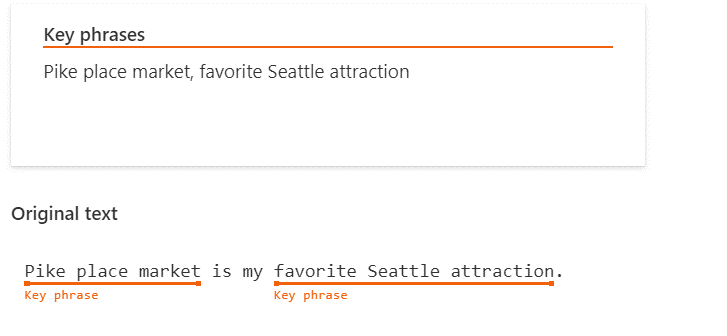 Key phrases
Pike place market, favorite Seattle attraction
Original text
Pike place market is my favorite Seattle attraction.
Key phrase Key phrase